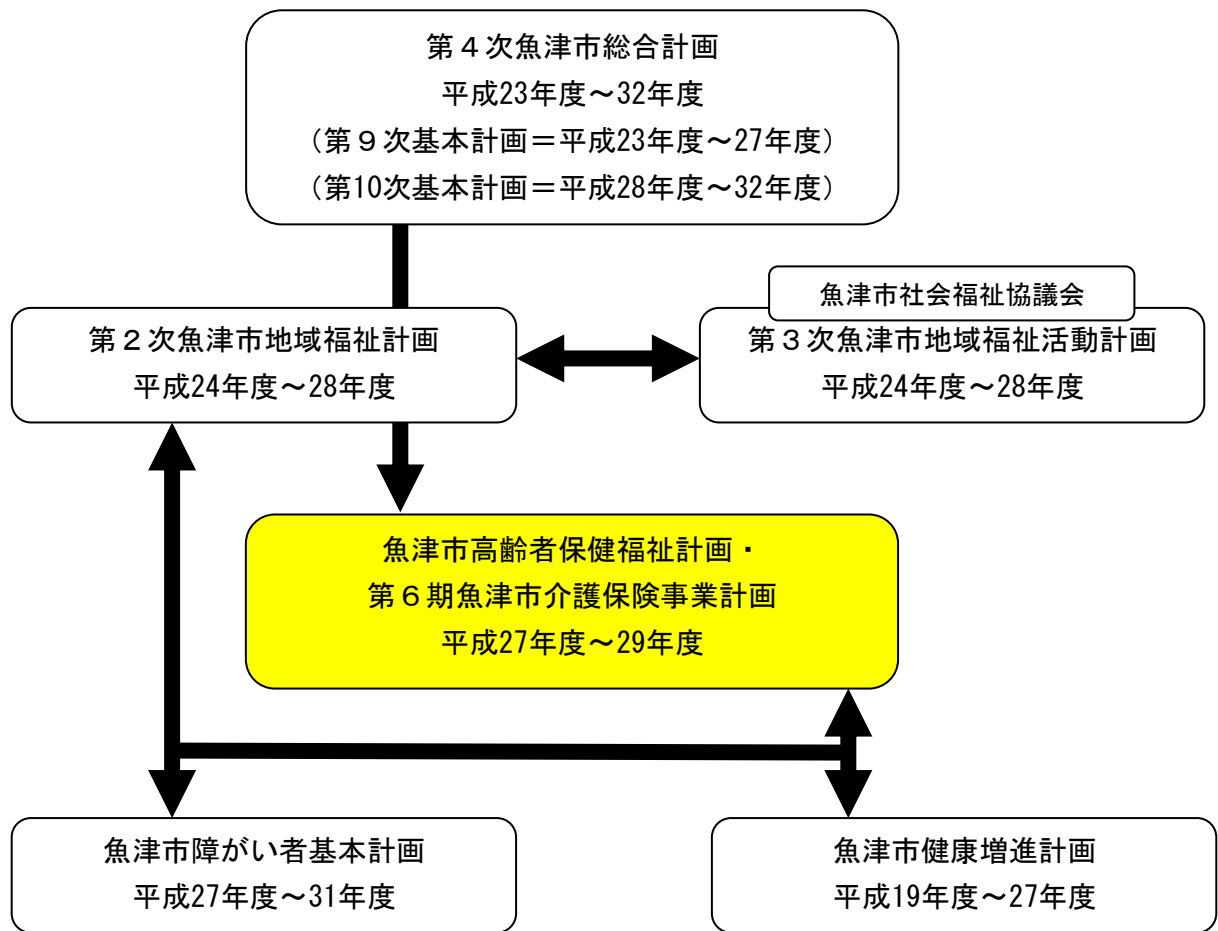 第４次魚津市総合計画
平成23年度～32年度
（第９次基本計画＝平成23年度～27年度）
（第10次基本計画＝平成28年度～32年度）
魚津市社会福祉協議会
第２次魚津市地域福祉計画
平成24年度～28年度
第３次魚津市地域福祉活動計画
平成24年度～28年度
魚津市高齢者保健福祉計画・
第６期魚津市介護保険事業計画
平成27年度～29年度
魚津市障がい者基本計画
平成27年度～31年度
魚津市健康増進計画
平成19年度～27年度